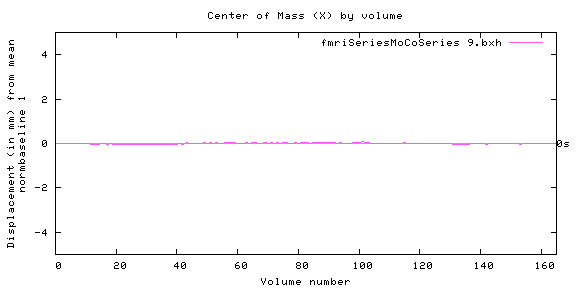 Center of Mass (X) by volume
fmriSeriesMoCoSeries 9.bxh
Displacement (in mm) from mean
normbaseline 1
4
2
0
-2
-4
0s
0 20 40 60 80 100 120 140 160
Volume number